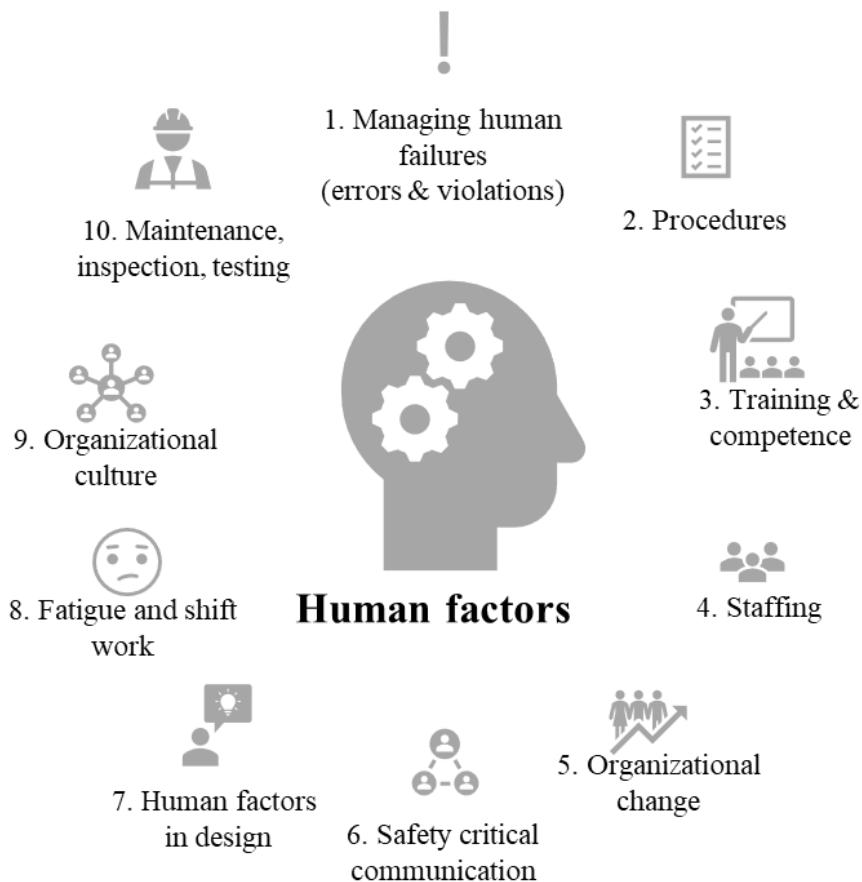 1. Managing human
failures
(errors & violations)
2. Procedures
3. Training &
competence
4. Staffing
5. Organizational
change
6. Safety critical
communication
7. Human factors
in design
8. Fatigue and shift
work
9. Organizational
culture
10. Maintenance,
inspection, testing
Human factors